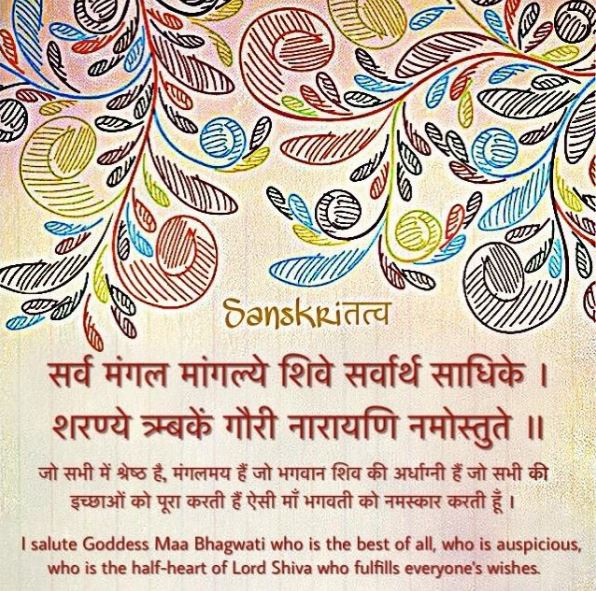 Sanskriतत्व
सर्व मंगल मांगल्ये शिवे सर्वार्थ साधिके ।
शरण्ये त्र्म्बकें गौरी नारायणि नमोस्तुते ॥
जो सभी में श्रेष्ठ है, मंगलमय हैं जो भगवान शिव की अर्धाग्नी हैं जो सभी की
इच्छाओं को पूरा करती हैं ऐसी माँ भगवती को नमस्कार करती हूँ ।
I salute Goddess Maa Bhagwati who is the best of all, who is auspicious,
who is the half-heart of Lord Shiva who fulfills everyone's wishes.